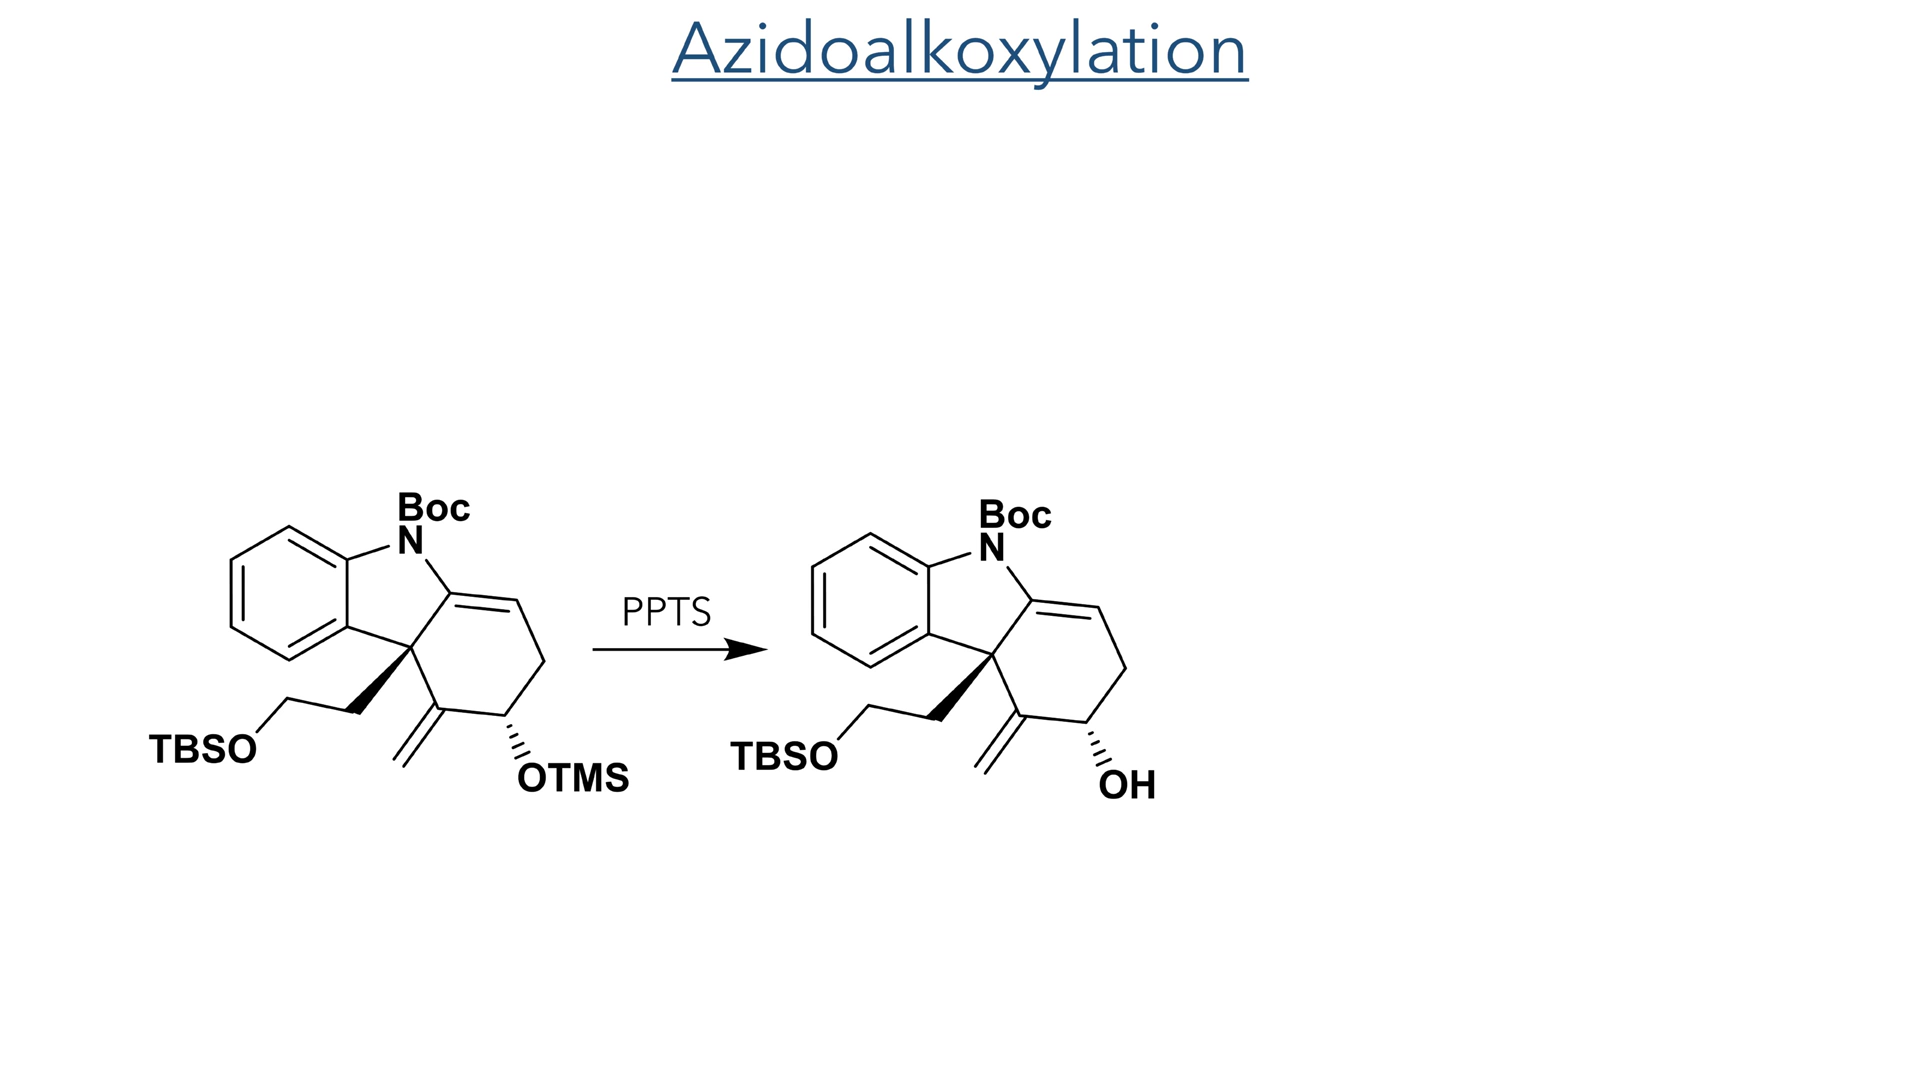 Azidoalkoxylation
Boc
N
TBSO
OTMS
PPTS
Boc
N
TBSO
OH